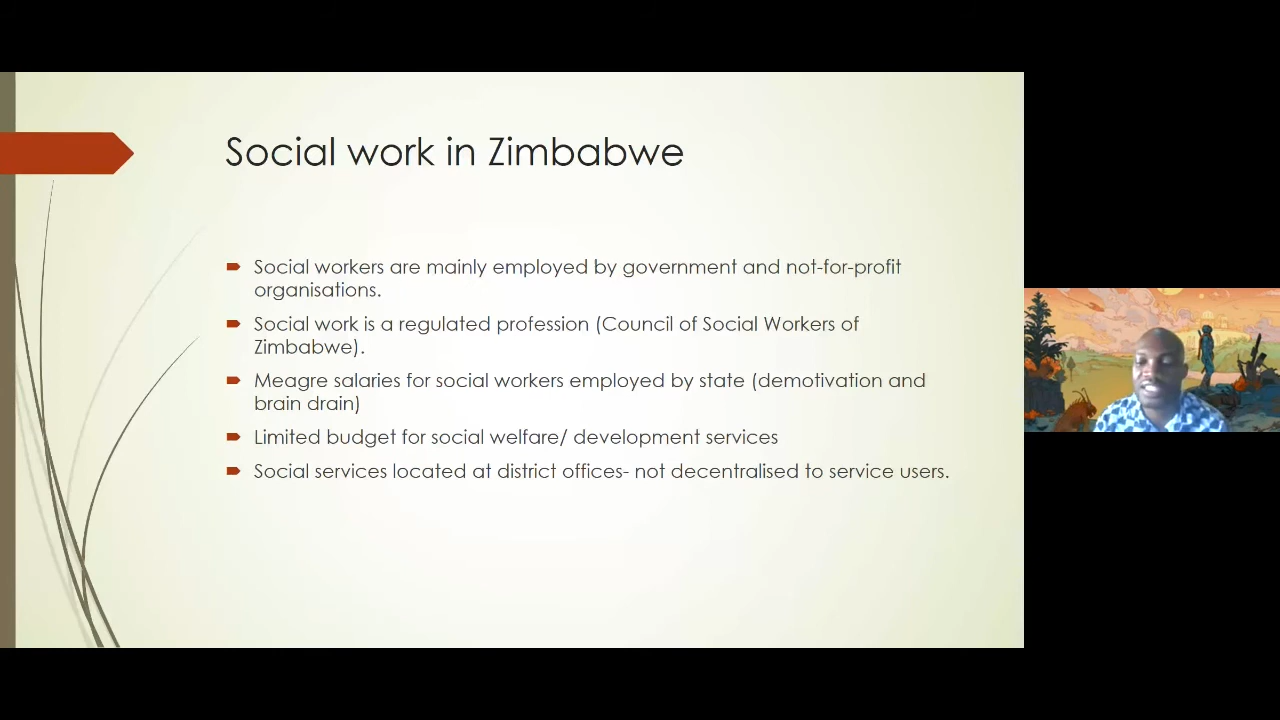 Social work in Zimbabwe
Social workers are mainly employed by government and not-for-profit
organisations.
Social work is a regulated profession (Council of Social Workers of
Zimbabwe).
Meagre salaries for social workers employed by state (demotivation and
brain drain)
Limited budget for social welfare/ development services
Social services located at district offices- not decentralised to service users.